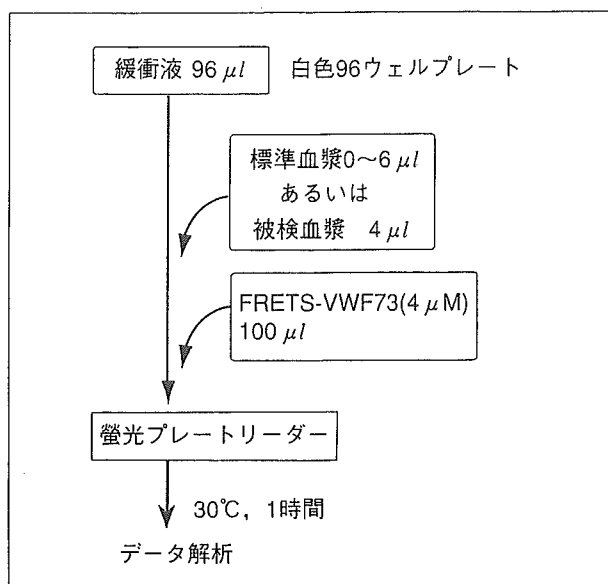 緩衝液 96 μl
白色96ウェルプレート
標準血漿0〜6 μl
あるいは
被検血漿 4 μl
FRETS-VWF73(4 μM)
100 μl
螢光プレートリーダー
30℃，1時間
データ解析